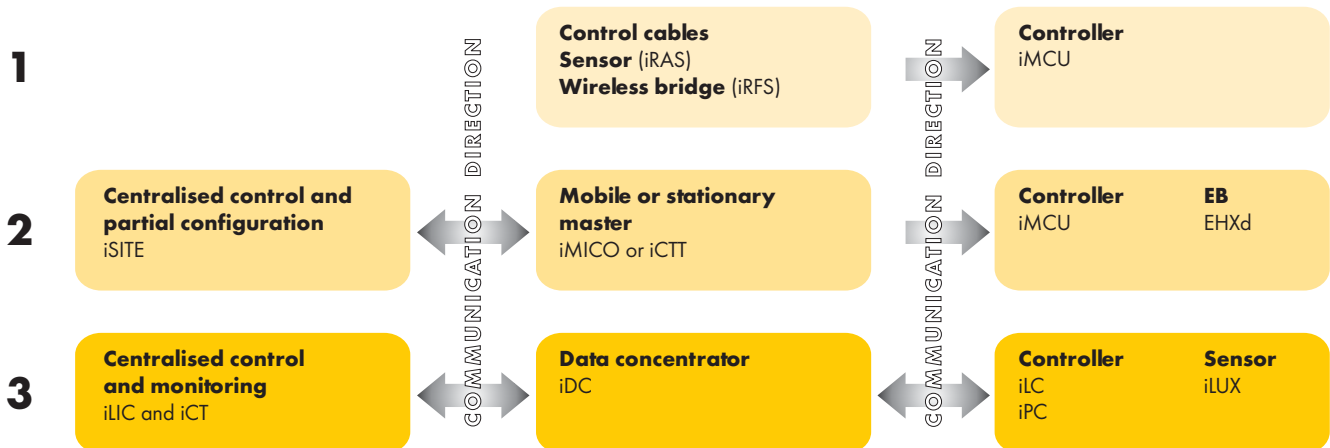 1
Control cables
Sensor (iRAS)
Wireless bridge (iRFS)
Controller
iMCU
2
Centralised control and
partial configuration
iSITE
Mobile or stationary
master
iMICO or iCTT
Controller
iMCU
EB
EHXd
3
Centralised control
and monitoring
iLIC and iCT
Data concentrator
iDC
Controller
iLC
iPC
Sensor
iLUX
COMMUNICATION DIRECTION
COMMUNICATION DIRECTION